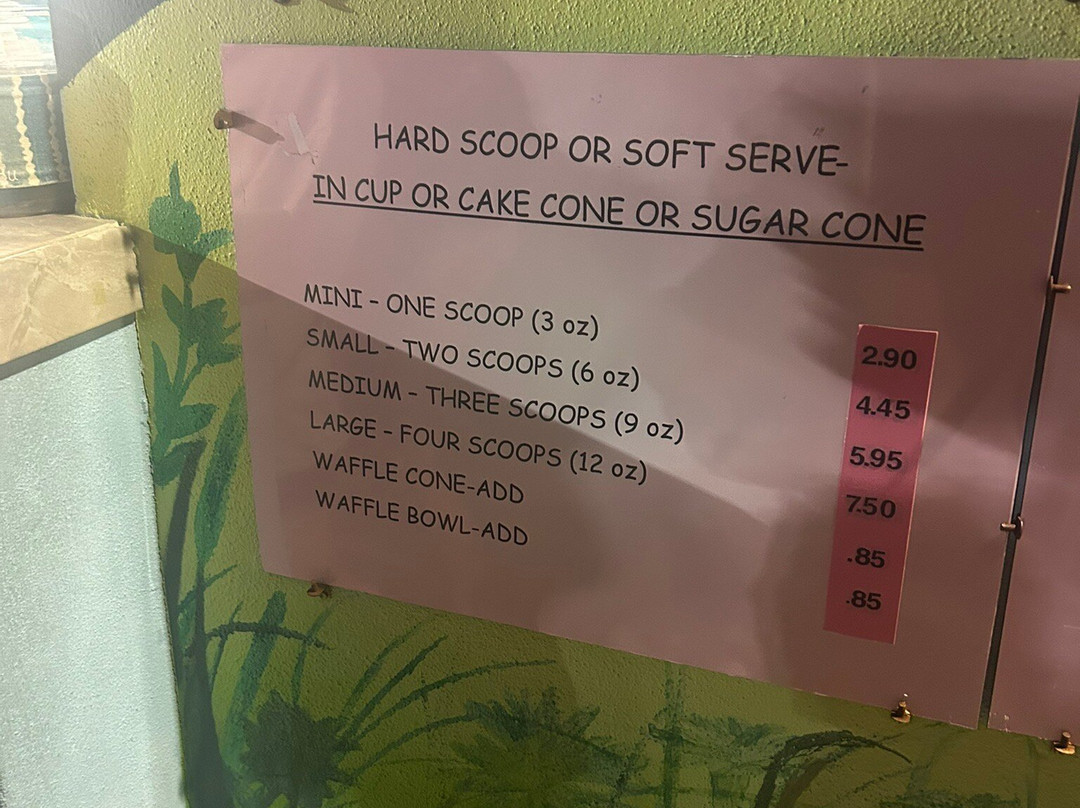 HARD SCOOP OR SOFT SERVE-
IN CUP OR CAKE CONE OR SUGAR CONE
MINI - ONE SCOOP (3 oz) 2.90
SMALL - TWO SCOOPS (6 oz) 4.45
MEDIUM - THREE SCOOPS (9 oz) 5.95
LARGE - FOUR SCOOPS (12 oz) 7.50
WAFFLE CONE-ADD .85
WAFFLE BOWL-ADD .85